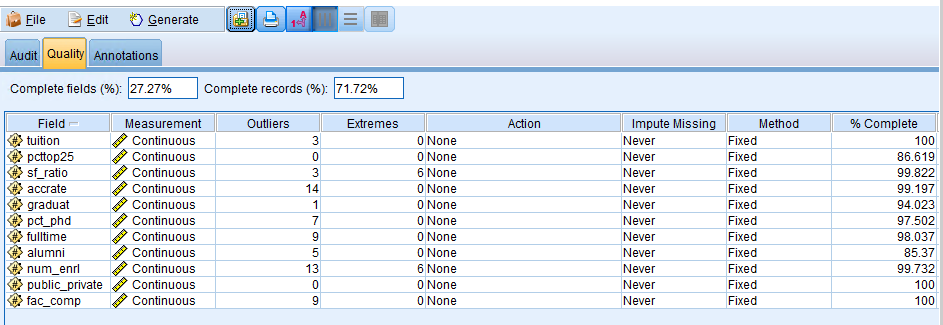 File Edit Generate
Audit Quality Annotations
Complete fields (%): 27.27% Complete records (%): 71.72%
Field Measurement Outliers Extremes Action Impute Missing Method % Complete
tuition Continuous 3 0 None Never Fixed 100
pcttop25 Continuous 0 0 None Never Fixed 86.619
sf_ratio Continuous 3 6 None Never Fixed 99.822
accrate Continuous 14 0 None Never Fixed 99.197
graduat Continuous 1 0 None Never Fixed 94.023
pct_phd Continuous 7 0 None Never Fixed 97.502
fulltime Continuous 9 0 None Never Fixed 98.037
alumni Continuous 5 0 None Never Fixed 85.37
num_enrl Continuous 13 6 None Never Fixed 99.732
public_private Continuous 0 0 None Never Fixed 100
fac_comp Continuous 9 0 None Never Fixed 100